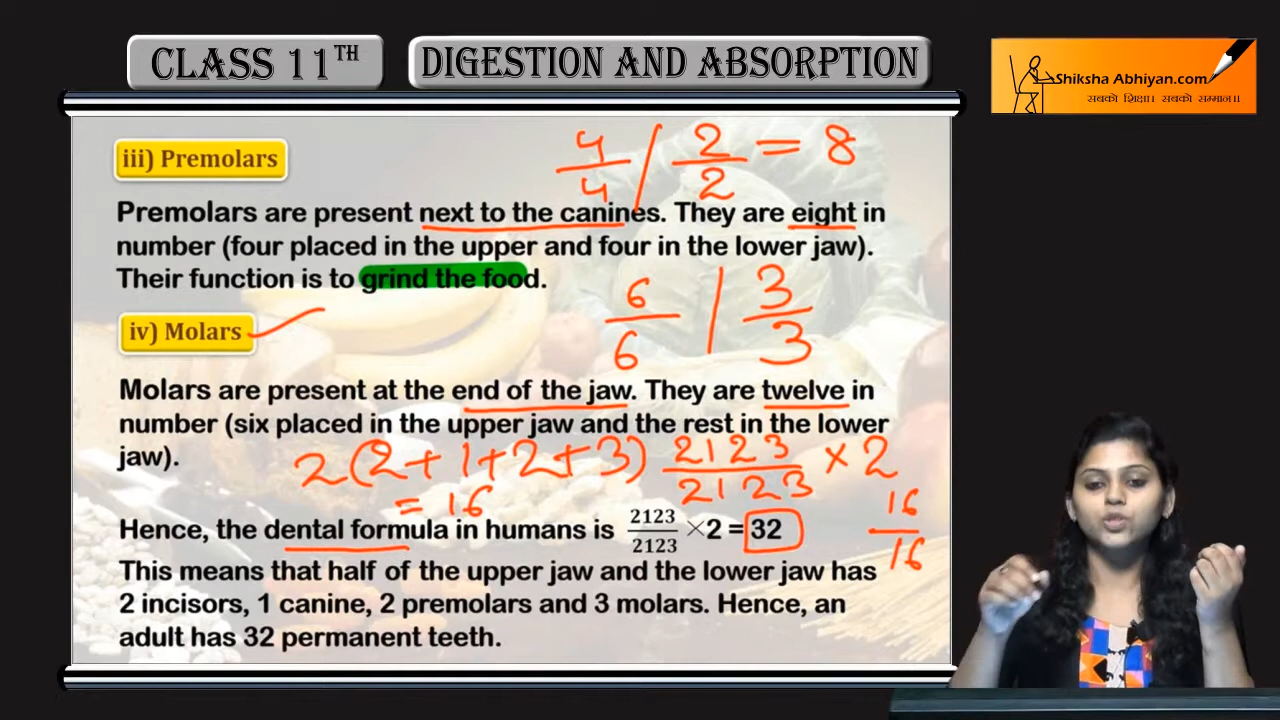 CLASS 11TH
DIGESTION AND ABSORPTION
Shiksha Abhiyan.com
सबको शिक्षा। सबको सम्मान॥
iii) Premolars
4/4 / 2/2 = 8
Premolars are present next to the canines. They are eight in
number (four placed in the upper and four in the lower jaw).
Their function is to grind the food.
6/6 | 3/3
iv) Molars
Molars are present at the end of the jaw. They are twelve in
number (six placed in the upper jaw and the rest in the lower
jaw).
2(2+1+2+3) 2123/2123 × 2
= 16
16/16
Hence, the dental formula in humans is 2123/2123 ×2 = 32
This means that half of the upper jaw and the lower jaw has
2 incisors, 1 canine, 2 premolars and 3 molars. Hence, an
adult has 32 permanent teeth.